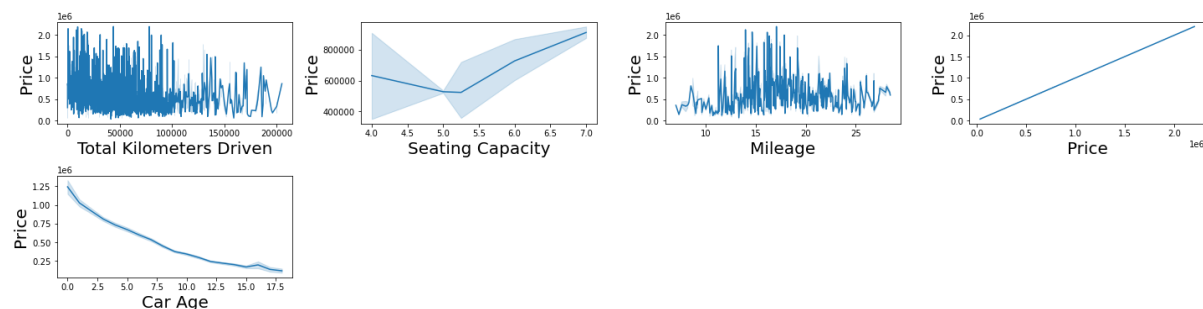 1e6
Price
2.0
1.5
1.0
0.5
0.0
0 50000 100000 150000 200000
Total Kilometers Driven
Price
800000
600000
400000
4.0 4.5 5.0 5.5 6.0 6.5 7.0
Seating Capacity
1e6
Price
2.0
1.5
1.0
0.5
0.0
10 15 20 25
Mileage
1e6
Price
2.0
1.5
1.0
0.5
0.0
0.5 1.0 1.5 2.0
1e6
Price
1e6
Price
1.25
1.00
0.75
0.50
0.25
0.0 2.5 5.0 7.5 10.0 12.5 15.0 17.5
Car Age